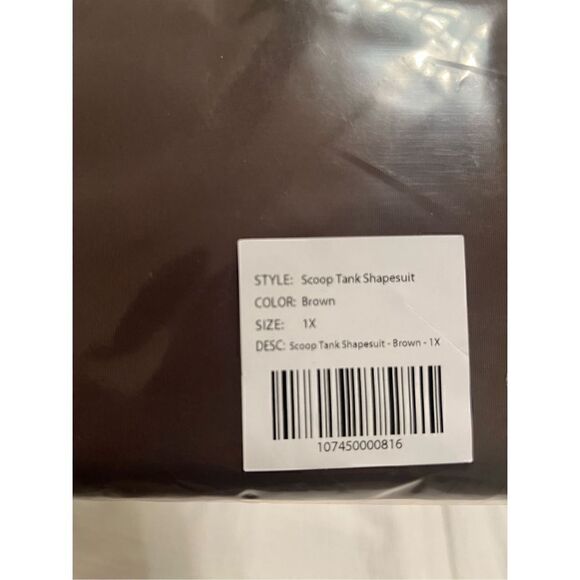 STYLE: Scoop Tank Shapesuit
COLOR: Brown
SIZE: 1X
DESC: Scoop Tank Shapesuit - Brown - 1X
107450000816